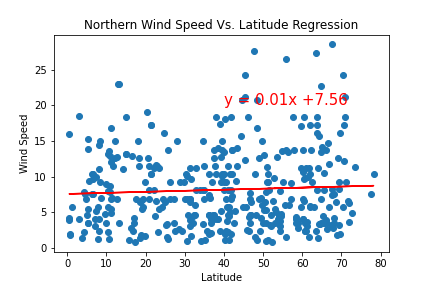 Northern Wind Speed Vs. Latitude Regression
25
20
15
10
5
0
Wind Speed
y = 0.01x +7.56
0 10 20 30 40 50 60 70 80
Latitude